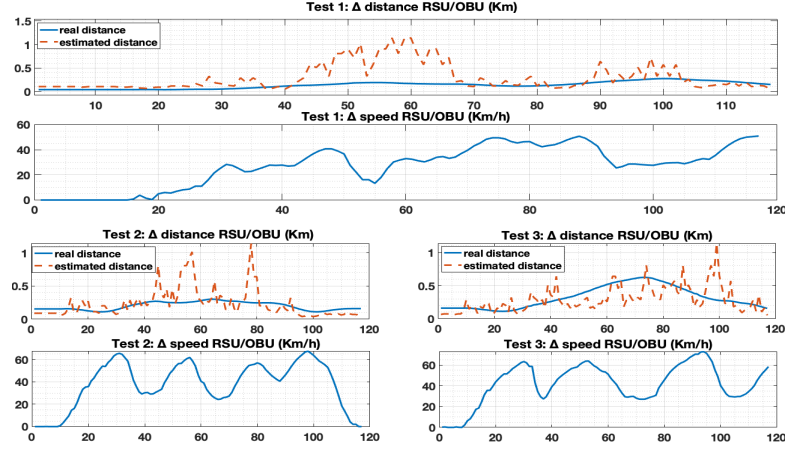 Test 1: Δ distance RSU/OBU (Km)
1.5
1
0.5
0
real distance
estimated distance
10 20 30 40 50 60 70 80 90 100 110
Test 1: Δ speed RSU/OBU (Km/h)
60
40
20
0
0 20 40 60 80 100 120
Test 2: Δ distance RSU/OBU (Km)
1
0.5
0
real distance
estimated distance
0 20 40 60 80 100 120
Test 3: Δ distance RSU/OBU (Km)
1
0.5
0
real distance
estimated distance
0 20 40 60 80 100 120
Test 2: Δ speed RSU/OBU (Km/h)
60
40
20
0
0 20 40 60 80 100 120
Test 3: Δ speed RSU/OBU (Km/h)
60
40
20
0
0 20 40 60 80 100 120